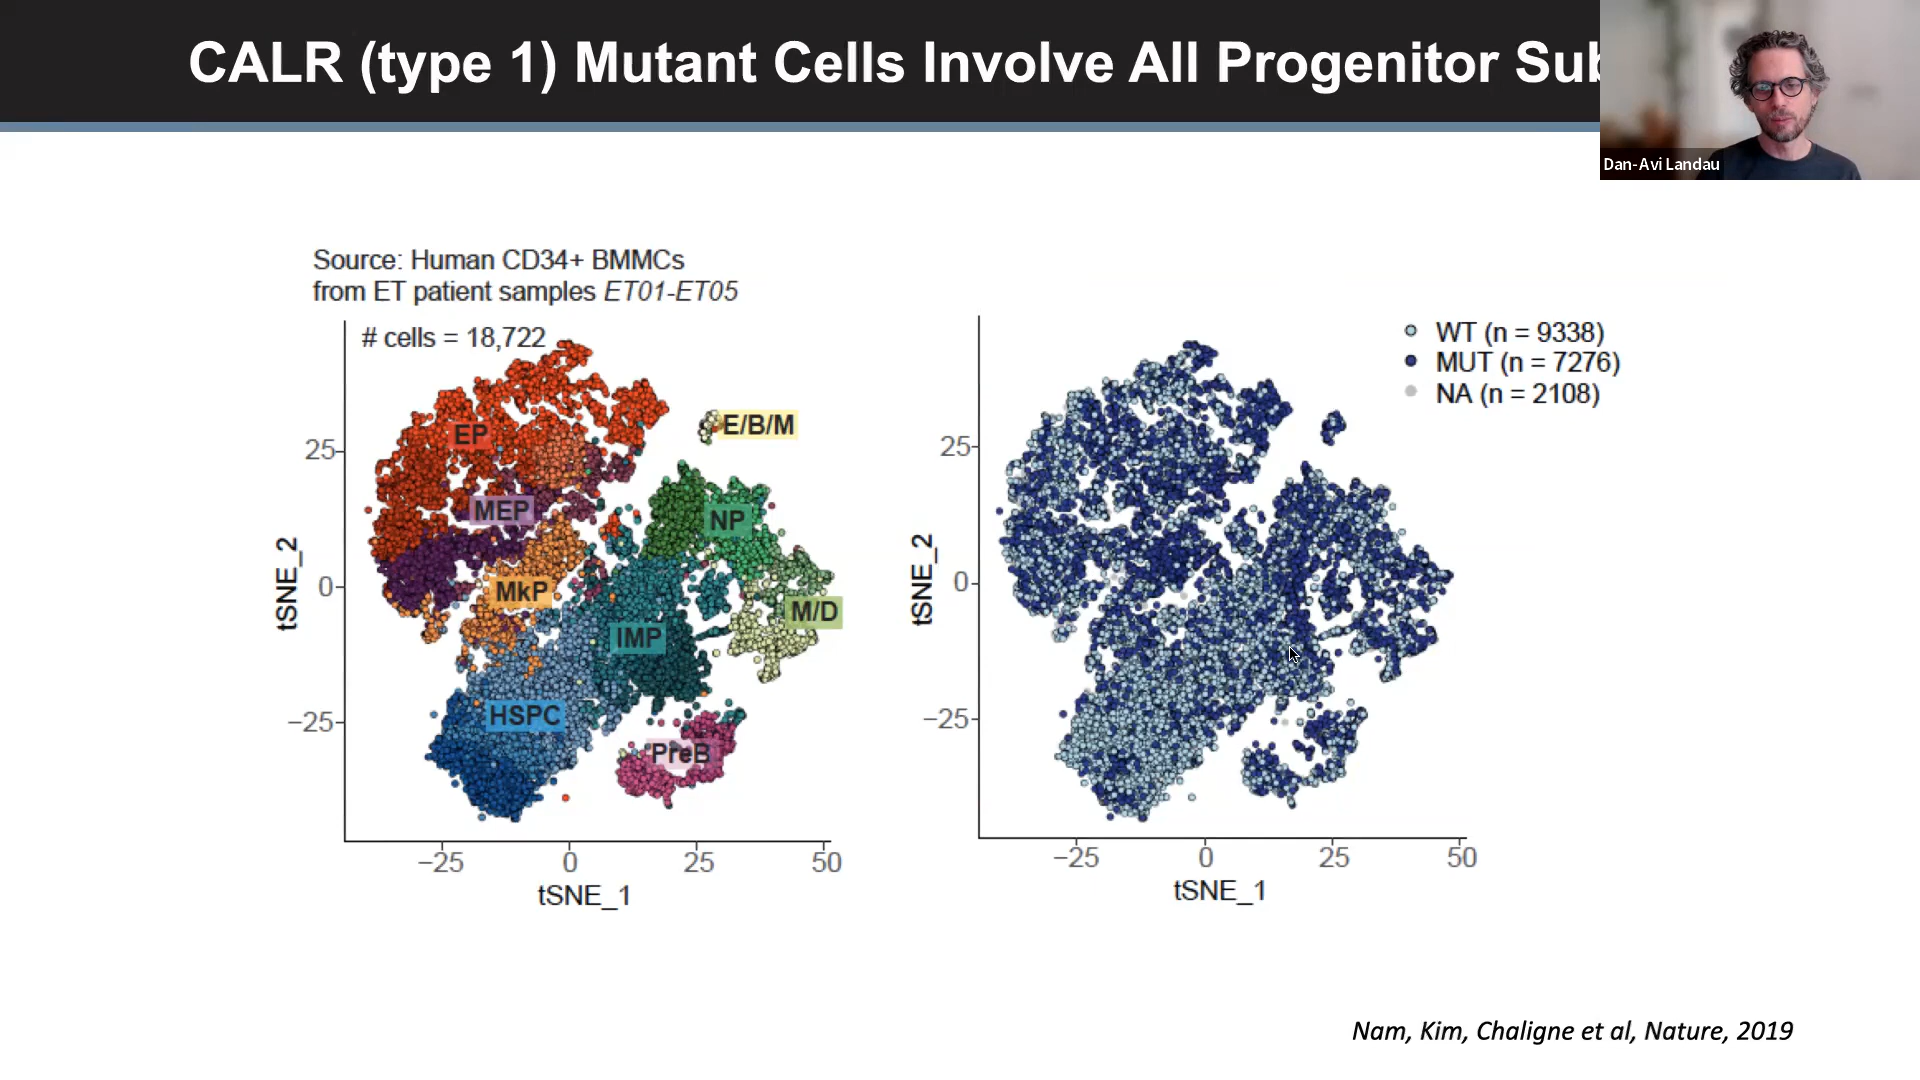 CALR (type 1) Mutant Cells Involve All Progenitor
Dan-Avi Landau
Source: Human CD34+ BMMCs
from ET patient samples ET01-ET05
# cells = 18,722
EP
E/B/M
MEP
NP
MkP
M/D
IMP
HSPC
PreB
25
0
−25
tSNE_2
−25
0
25
50
tSNE_1
WT (n = 9338)
MUT (n = 7276)
NA (n = 2108)
25
0
−25
tSNE_2
−25
0
25
50
tSNE_1
Nam, Kim, Chaligne et al, Nature, 2019